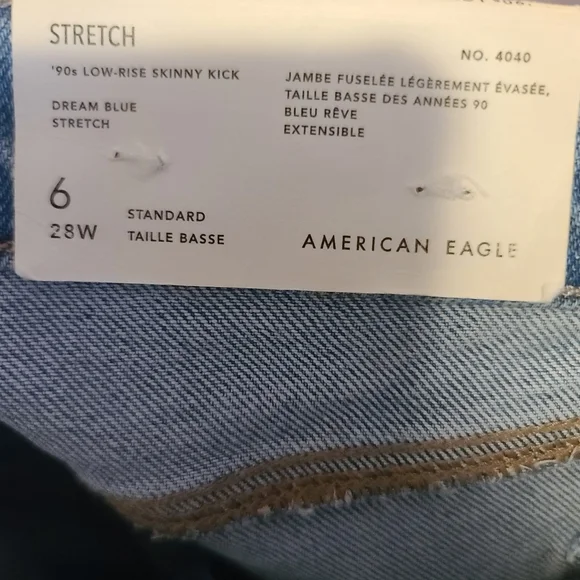 STRETCH
NO. 4040
'90s LOW-RISE SKINNY KICK
JAMBE FUSELÉE LÉGÈREMENT ÉVASÉE,
TAILLE BASSE DES ANNÉES 90
DREAM BLUE
BLEU RÊVE
STRETCH
EXTENSIBLE
6
28W
STANDARD
TAILLE BASSE
AMERICAN EAGLE